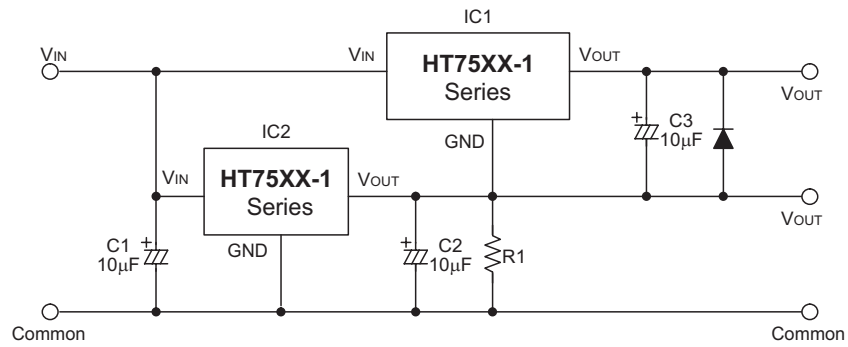 IC1
VIN
VIN
HT75XX-1
Series
VOUT
VOUT
GND
C3
10μF
IC2
VIN
HT75XX-1
Series
VOUT
GND
VOUT
C1
10μF
C2
10μF
R1
Common
Common